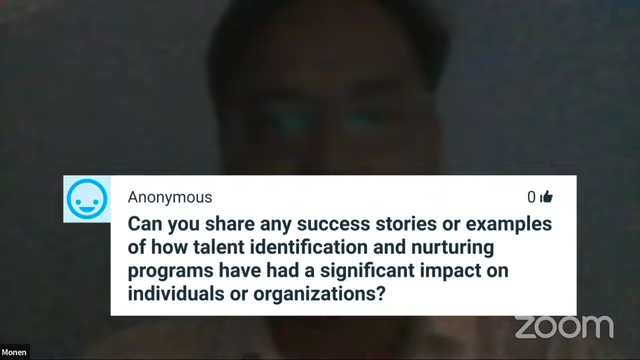 Anonymous
0
Can you share any success stories or examples
of how talent identification and nurturing
programs have had a significant impact on
individuals or organizations?
zoom
Monen